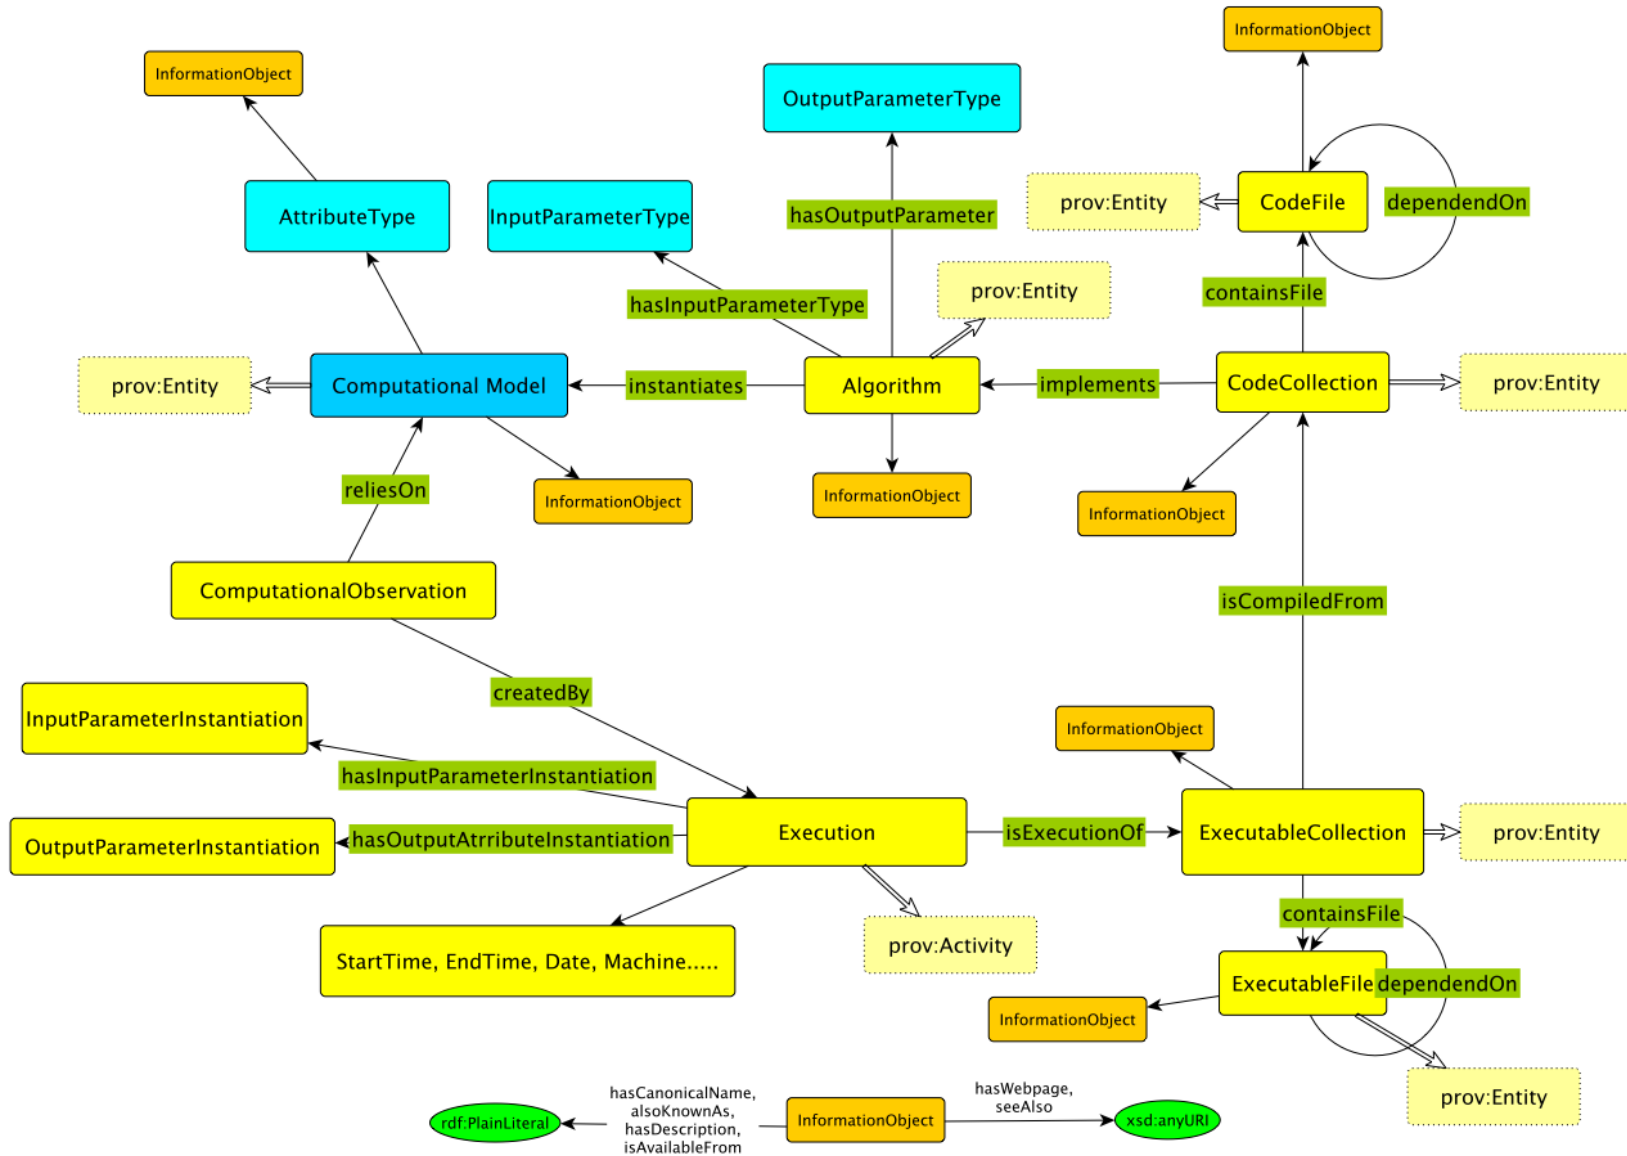 InformationObject
InformationObject
OutputParameterType
AttributeType
InputParameterType
hasOutputParameter
prov:Entity
CodeFile
dependendOn
hasInputParameterType
prov:Entity
containsFile
prov:Entity
Computational Model
instantiates
Algorithm
implements
CodeCollection
prov:Entity
reliesOn
InformationObject
InformationObject
InformationObject
ComputationalObservation
isCompiledFrom
createdBy
InputParameterInstantiation
InformationObject
hasInputParameterInstantiation
OutputParameterInstantiation
hasOutputAtrributeInstantiation
Execution
isExecutionOf
ExecutableCollection
prov:Entity
containsFile
StartTime, EndTime, Date, Machine.....
prov:Activity
ExecutableFile
dependendOn
InformationObject
prov:Entity
rdf:PlainLiteral
hasCanonicalName,
alsoKnownAs,
hasDescription,
isAvailableFrom
InformationObject
hasWebpage,
seeAlso
xsd:anyURI